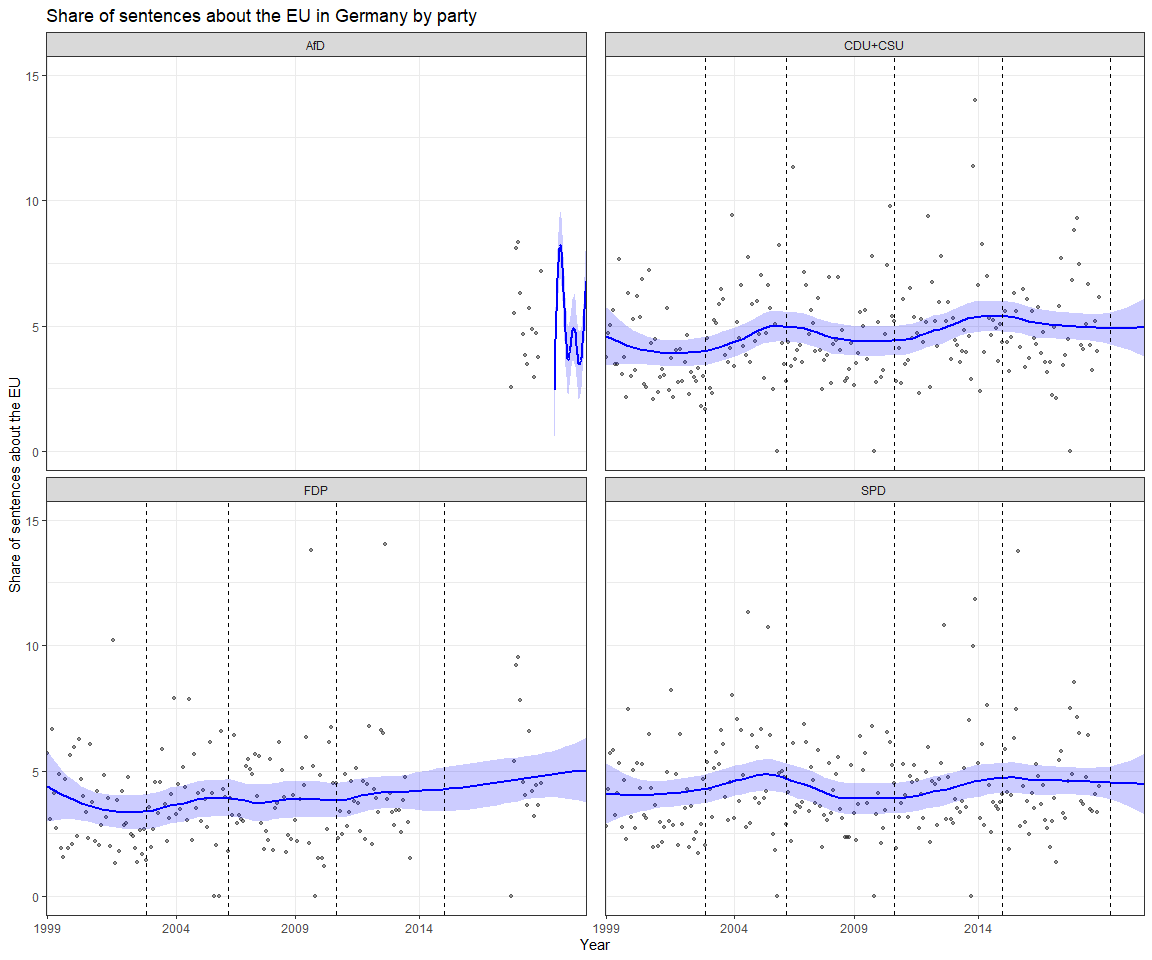 Share of sentences about the EU in Germany by party
AfD
CDU+CSU
15
10
5
0
FDP
SPD
15
10
5
0
1999
2004
2009
2014
1999
2004
2009
2014
Year
Share of sentences about the EU